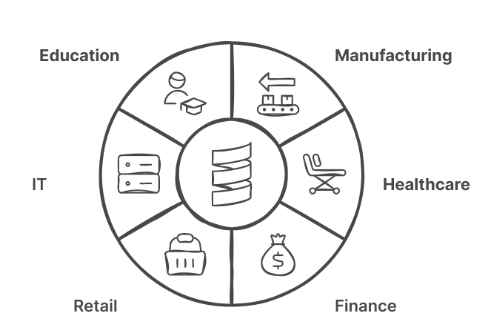 Education
Manufacturing
IT
Healthcare
$
Retail
Finance